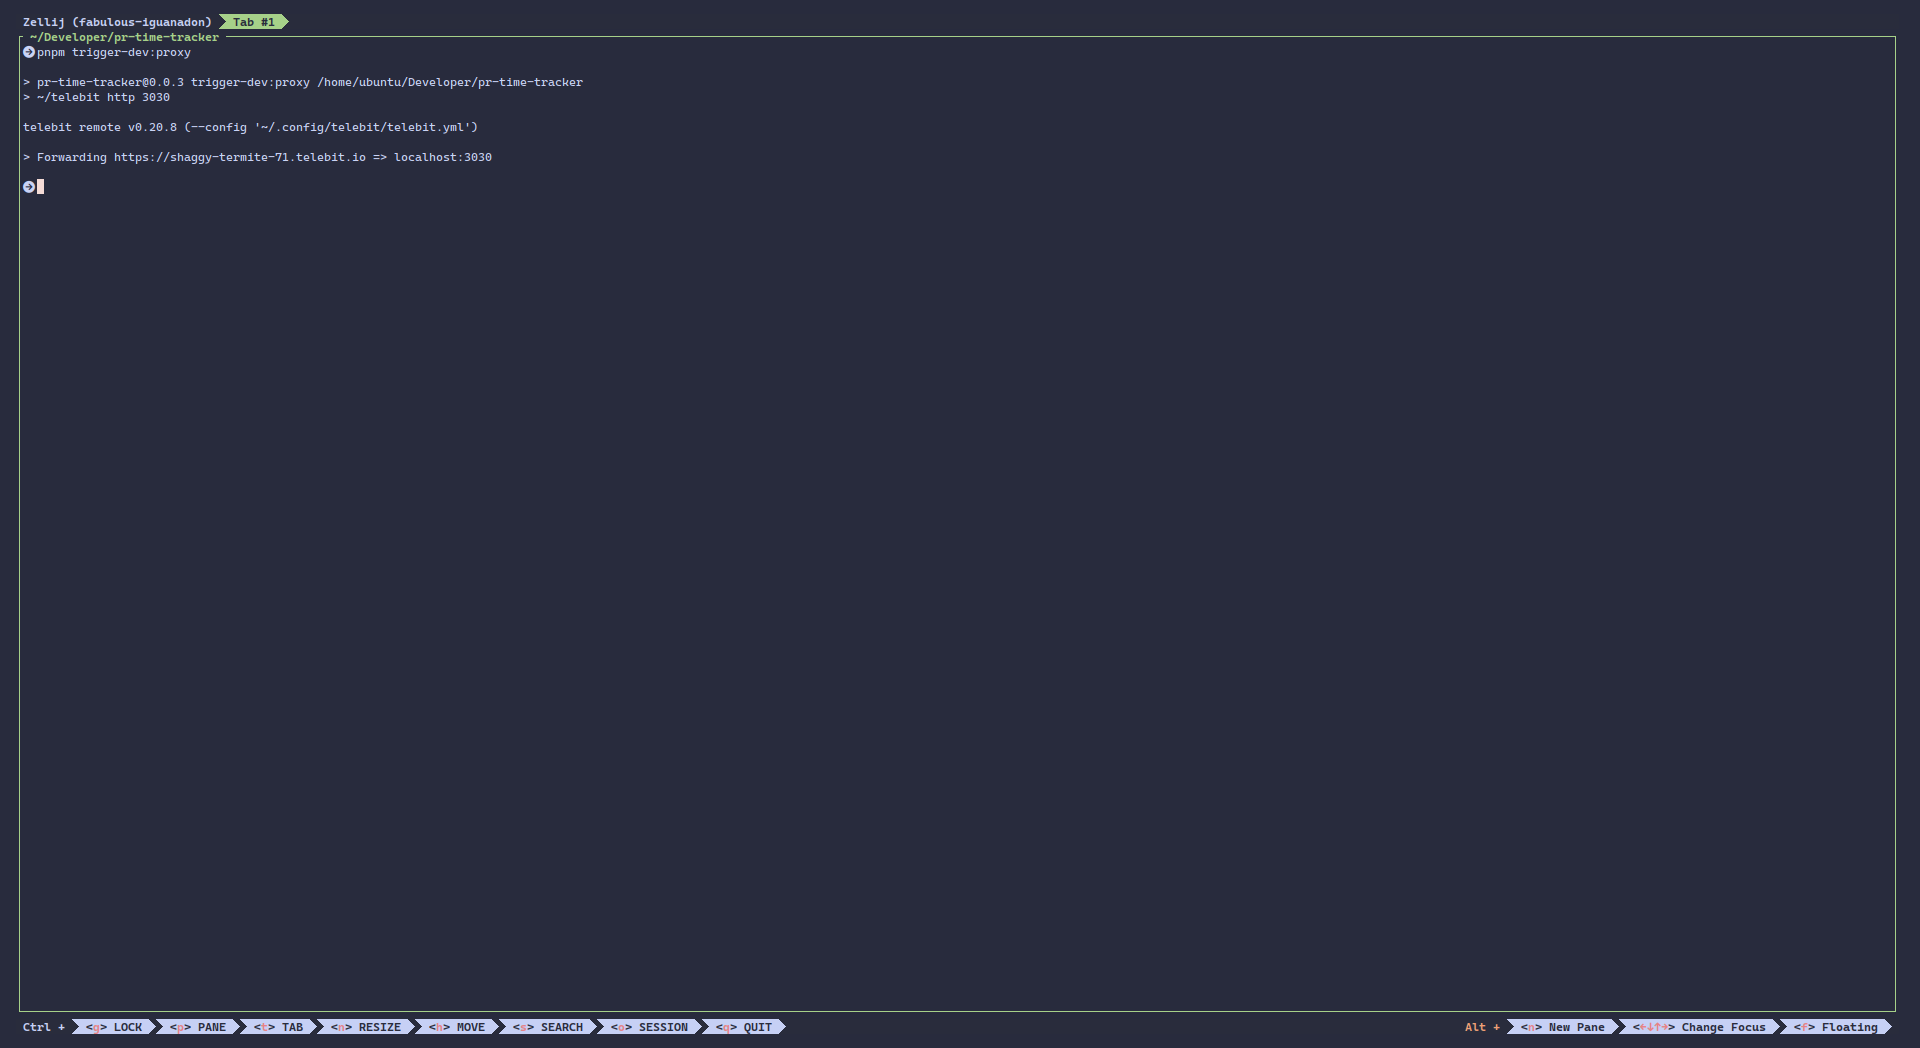 Zellij (fabulous-iguanadon) Tab #1
~/Developer/pr-time-tracker
pnpm trigger-dev:proxy
> pr-time-tracker@0.0.3 trigger-dev:proxy /home/ubuntu/Developer/pr-time-tracker
> ~/telebit http 3030
telebit remote v0.20.8 (--config '~/.config/telebit/telebit.yml')
> Forwarding https://shaggy-termite-71.telebit.io => localhost:3030
Ctrl + <g> LOCK <p> PANE <t> TAB <n> RESIZE <h> MOVE <s> SEARCH <o> SESSION <q> QUIT Alt + <n> New Pane <←↓↑→> Change Focus <f> Floating